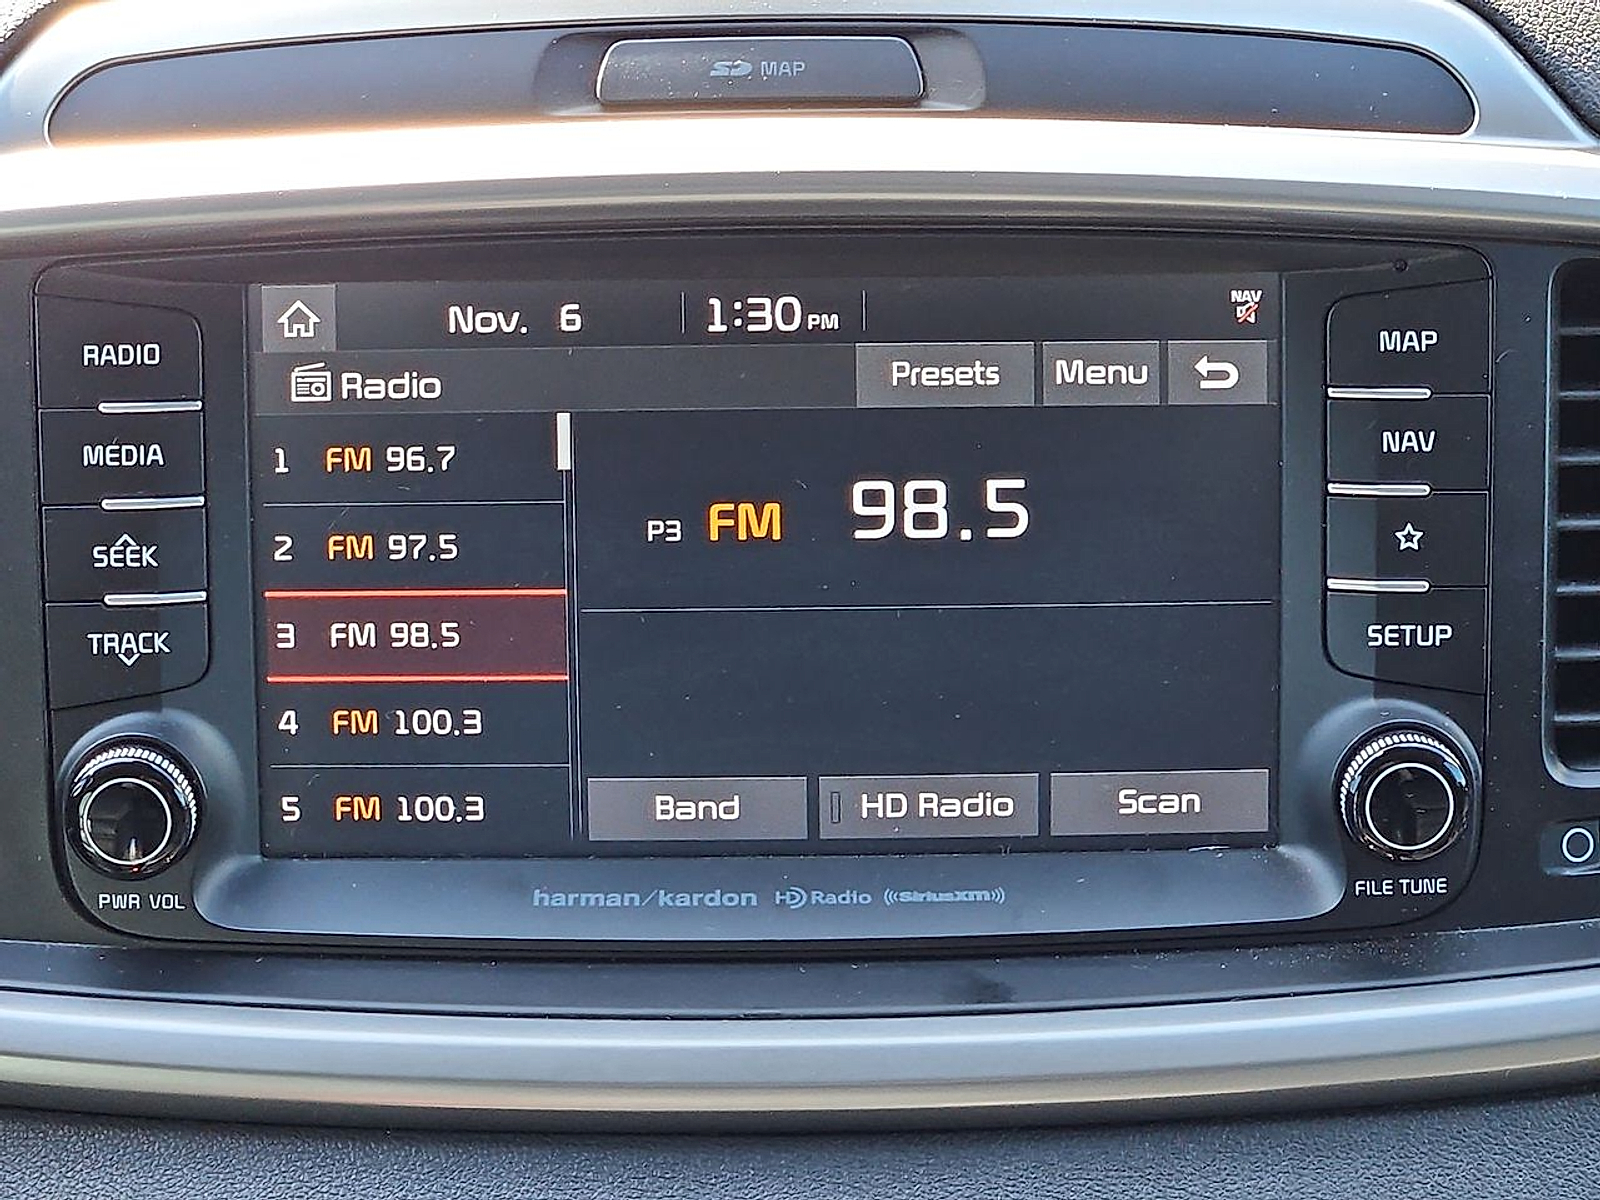 SD MAP
Nov. 6 1:30 PM NAV
Radio Presets Menu
1 FM 96.7
2 FM 97.5
3 FM 98.5
4 FM 100.3
5 FM 100.3
P3 FM 98.5
Band HD Radio Scan
RADIO
MEDIA
SEEK
TRACK
PWR VOL
MAP
NAV
SETUP
FILE TUNE
harman/kardon HD Radio ((SiriusXM))